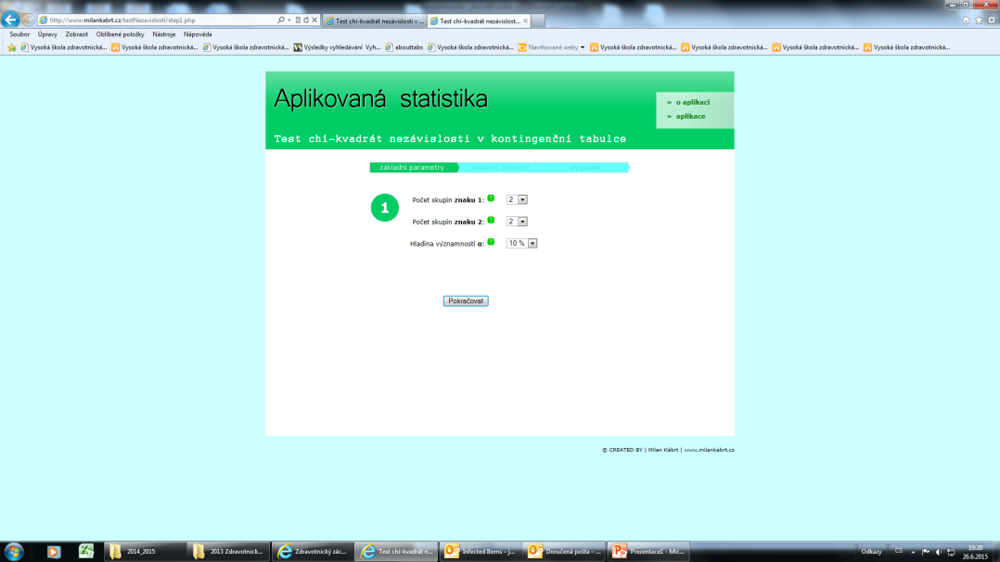 http://www.milankabrt.cz/testNezavislosti/step1.php
Test chí-kvadrát nezávislosti v ...
Test chí-kvadrát nezávislost...
Soubor Úpravy Zobrazit Oblíbené položky Nástroje Nápověda
Vysoká škola zdravotnická... Vysoká škola zdravotnická... Vysoká škola zdravotnická... Výsledky vyhledávání Vyh... abouttabs Vysoká škola zdravotnická... Navrhované weby Vysoká škola zdravotnická... Vysoká škola zdravotnická... Vysoká škola zdravotnická... Vysoká škola zdravotnická...
Aplikovaná statistika
» o aplikaci
» aplikace
Test chí-kvadrát nezávislosti v kontingenční tabulce
základní parametry relativní četnosti výsledek
1
Počet skupin znaku 1: ? 2
Počet skupin znaku 2: ? 2
Hladina významnosti α: ? 10 %
Pokračovat
© CREATED BY | Milan Kábrt | www.milankabrt.cz
2014_2015 2013 Zdravotnick... Zdravotnický zác... Test chí-kvadrát n... Infected Items – j... Doručená pošta – ... Prezentace1 - Mic... Odkazy CS 10:20
26.6.2015